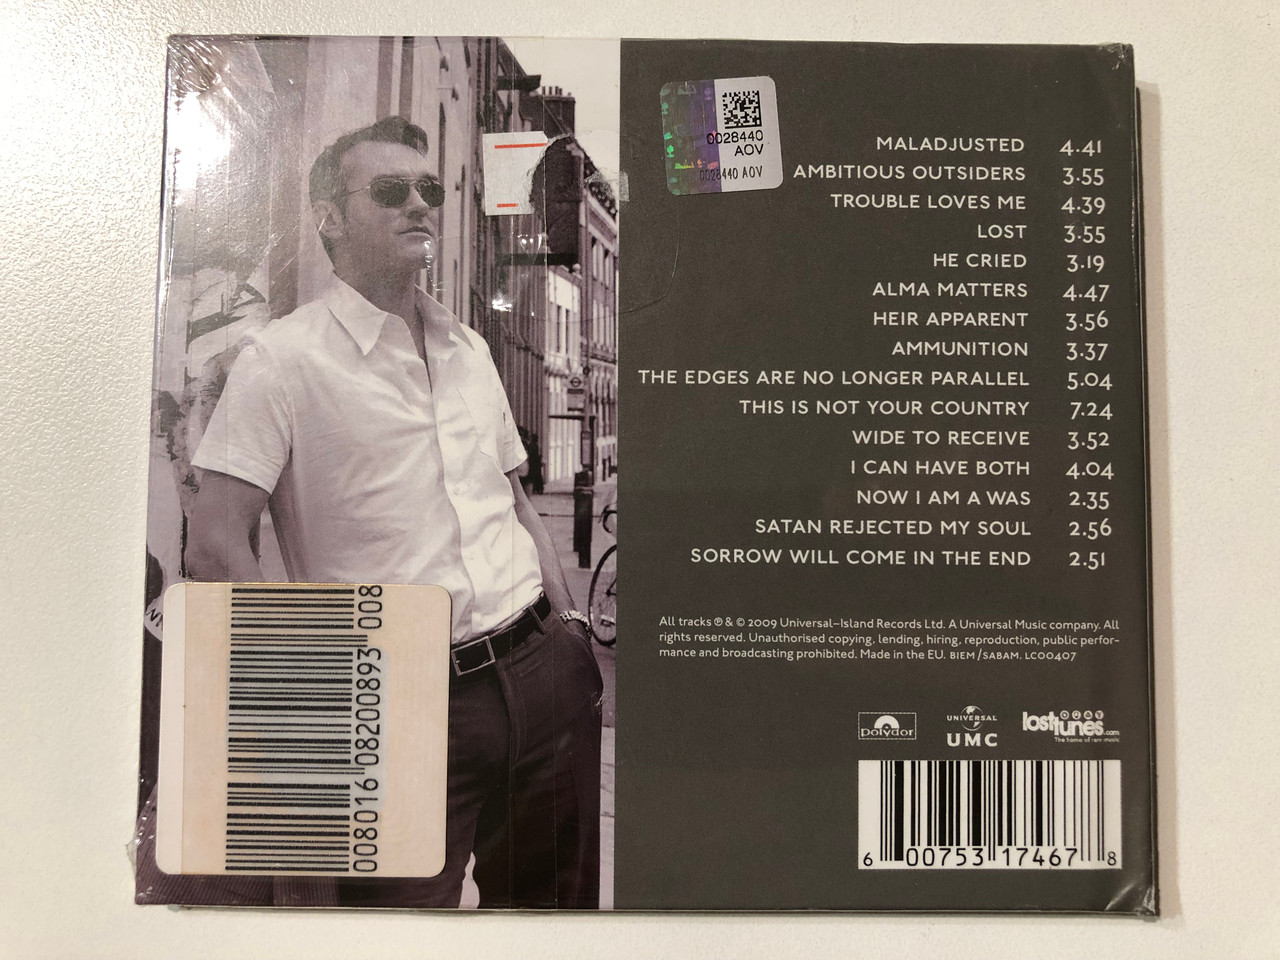 0028440
AOV
0028440 AOV
MALADJUSTED 4.41
AMBITIOUS OUTSIDERS 3.55
TROUBLE LOVES ME 4.39
LOST 3.55
HE CRIED 3.19
ALMA MATTERS 4.47
HEIR APPARENT 3.56
AMMUNITION 3.37
THE EDGES ARE NO LONGER PARALLEL 5.04
THIS IS NOT YOUR COUNTRY 7.24
WIDE TO RECEIVE 3.52
I CAN HAVE BOTH 4.04
NOW I AM A WAS 2.35
SATAN REJECTED MY SOUL 2.56
SORROW WILL COME IN THE END 2.51
All tracks ℗ & © 2009 Universal–Island Records Ltd. A Universal Music company. All
rights reserved. Unauthorised copying, lending, hiring, reproduction, public perfor-
mance and broadcasting prohibited. Made in the EU. BIEM/SABAM. LC00407
polydor
UNIVERSAL
UMC
losttunes.com
The home of rare music
6 00753 17467 8
008016 08200893 008